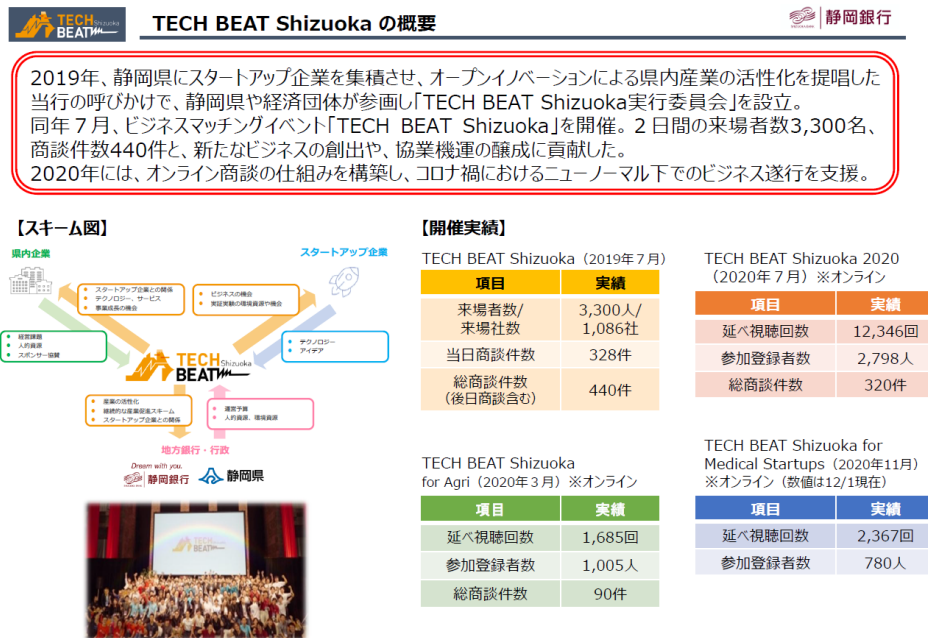 TECH
BEAT Shizuoka
TECH BEAT Shizuoka の概要
静岡銀行
2019年、静岡県にスタートアップ企業を集積させ、オープンイノベーションによる県内産業の活性化を提唱した
当行の呼びかけで、静岡県や経済団体が参画し「TECH BEAT Shizuoka実行委員会」を設立。
同年７月、ビジネスマッチングイベント「TECH BEAT Shizuoka」を開催。２日間の来場者数3,300名、
商談件数440件と、新たなビジネスの創出や、協業機運の醸成に貢献した。
2020年には、オンライン商談の仕組みを構築し、コロナ禍におけるニューノーマル下でのビジネス遂行を支援。
【スキーム図】
県内企業
スタートアップ企業
• スタートアップ企業との関係
• テクノロジー、サービス
• 事業成長の機会
• ビジネスの機会
• 実証実験の環境資源や機会
• 経営課題
• 人的資源
• スポンサー協賛
• テクノロジー
• アイデア
TECH
BEAT Shizuoka
• 産業の活性化
• 継続的な産業促進スキーム
• スタートアップ企業との関係
• 運営予算
• 人的資源、環境資源
地方銀行・行政
Dream with you.
静岡銀行
静岡県
TECH
BEAT
【開催実績】
TECH BEAT Shizuoka（2019年７月）
項目 実績
来場者数/ 3,300人/
来場社数 1,086社
当日商談件数 328件
総商談件数
（後日商談含む） 440件
TECH BEAT Shizuoka 2020
（2020年７月）※オンライン
項目 実績
延べ視聴回数 12,346回
参加登録者数 2,798人
総商談件数 320件
TECH BEAT Shizuoka
for Agri（2020年３月）※オンライン
項目 実績
延べ視聴回数 1,685回
参加登録者数 1,005人
総商談件数 90件
TECH BEAT Shizuoka for
Medical Startups（2020年11月）
※オンライン（数値は12/1現在）
項目 実績
延べ視聴回数 2,367回
参加登録者数 780人